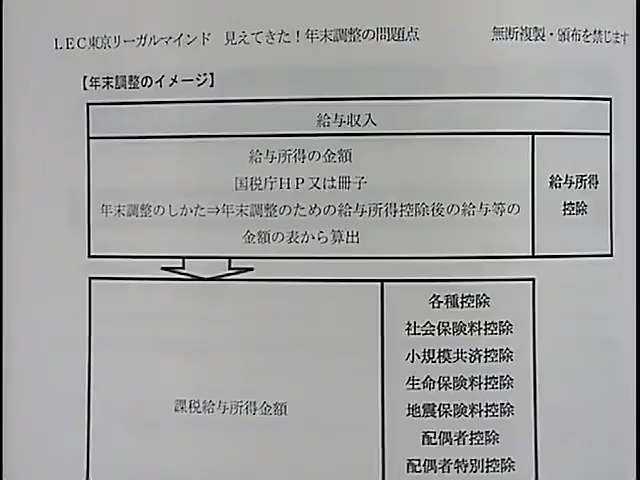 LEC東京リーガルマインド 見えてきた！年末調整の問題点 無断複製・頒布を禁じます
【年末調整のイメージ】
給与収入
給与所得の金額
国税庁ＨＰ又は冊子
年末調整のしかた⇒年末調整のための給与所得控除後の給与等の
金額の表から算出
給与所得
控除
課税給与所得金額
各種控除
社会保険料控除
小規模共済控除
生命保険料控除
地震保険料控除
配偶者控除
配偶者特別控除